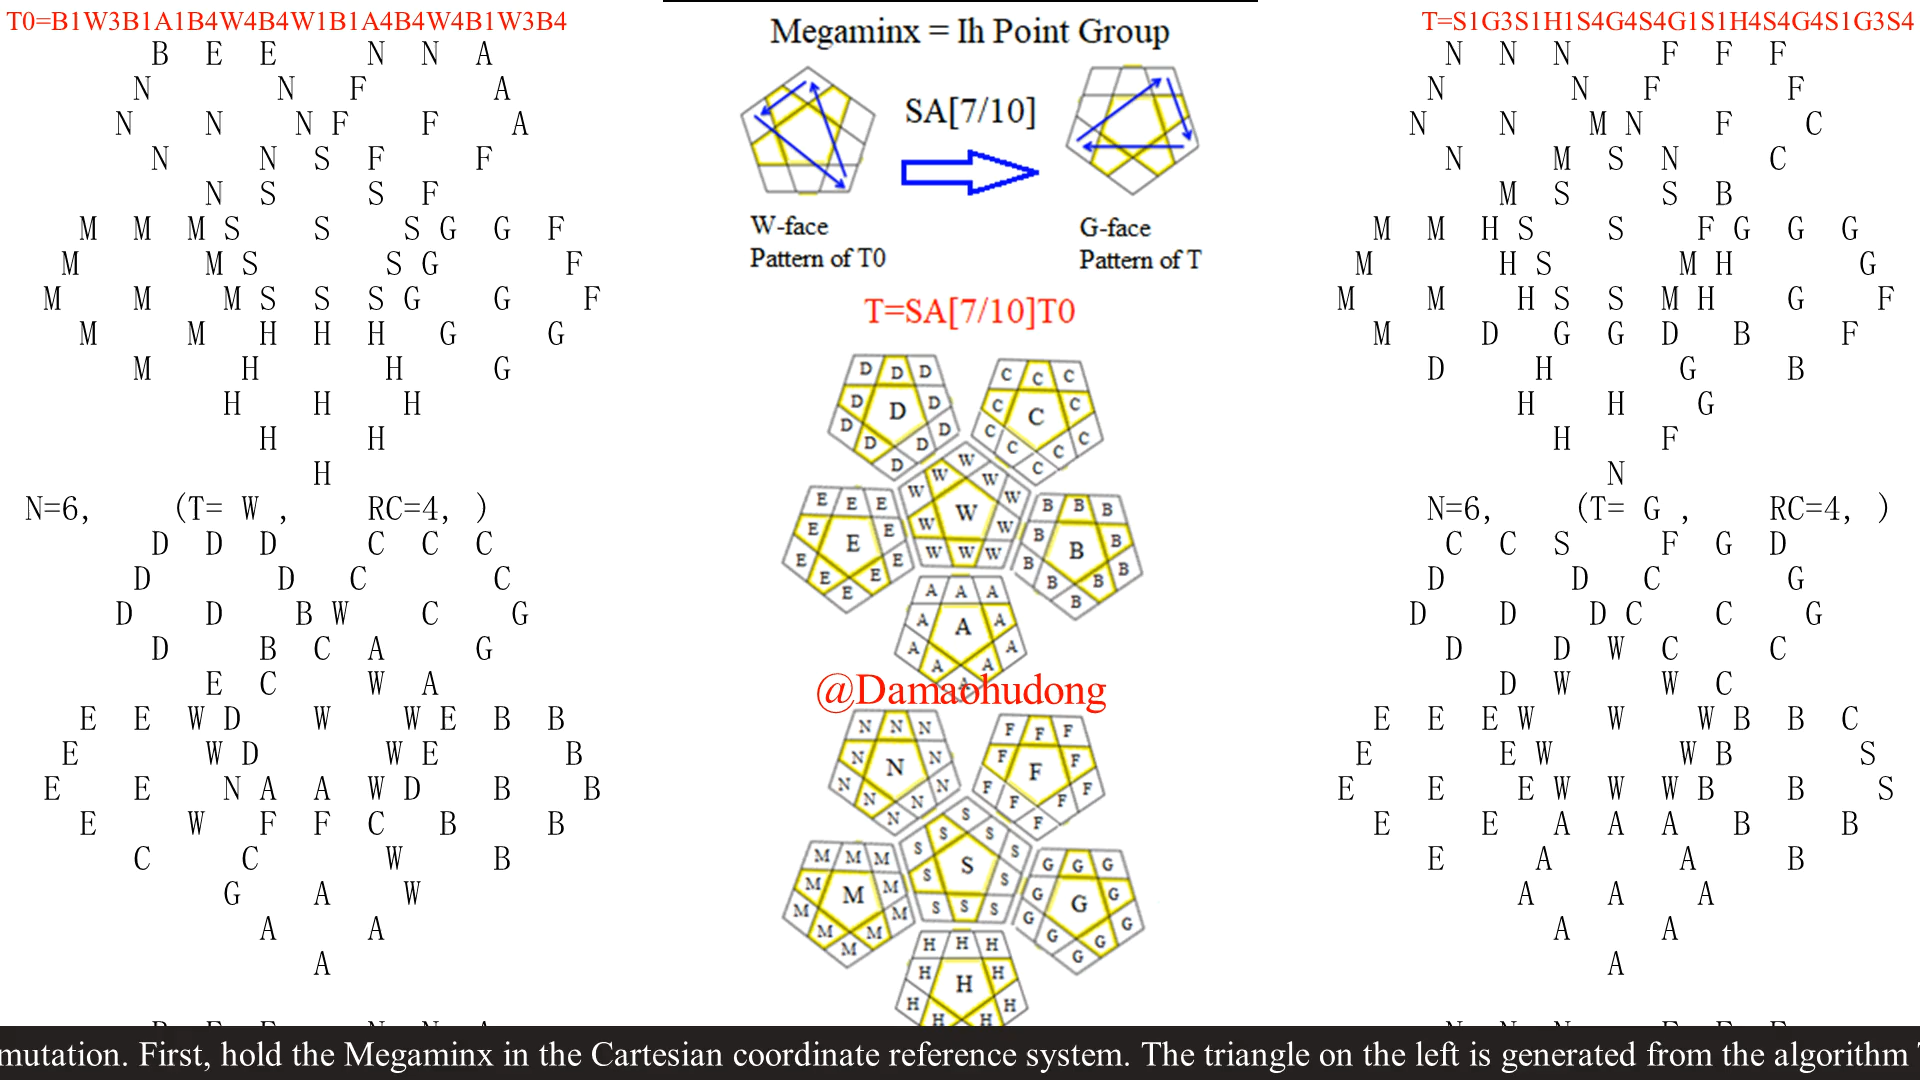 T0=B1W3B1A1B4W4B4W1B1A4B4W4B1W3B4
B E E N N A
N N F A
N N N F F A
N N S F F
N S S F
M M M S S S G G F
M M S S G F
M M M S S S G G F
M M H H H G G
M H H G
H H H
H H
H
N=6, (T= W , RC=4, )
D D D C C C
D D C C
D D B W C G
D B C A G
E C W A
E E W D W W E B B
E W D W E B
E E N A A W D B B
E W F F C B B
C C W B
G A W
A A
A
Megaminx = Ih Point Group
SA[7/10]
W-face
Pattern of T0
G-face
Pattern of T
T=SA[7/10]T0
D D D
D D
D
D D
D D
D
C C C
C C
C
C C
C C
C
W
W W
W W
W
W W
W W W
E E E
E E
E
E E
E E
E
B B B
B B
B
B B
B B
B
A A A
A A
A
A A
A A
A
@Damaohudong
N N N
N N
N
N N
N N
N
F F F
F F
F
F F
F F
F
S
S S
S S
S
S S
S S S
M M M
M M
M
M M
M M
M
G G G
G G
G
G G
G G
G
H H H
H H
H
H H
H H
T=S1G3S1H1S4G4S4G1S1H4S4G4S1G3S4
N N N F F F
N N F F
N N M N F C
N M S N C
M S S B
M M H S S F G G G
M H S M H G
M M H S S M H G F
M D G G D B F
D H G B
H H G
H F
N
N=6, (T= G , RC=4, )
C C S F G D
D D C G
D D D C C G
D D W C C
D W W C
E E E W W W B B C
E E W W B S
E E E W W W B B S
E E A A A B B
E A A B
A A A
A A
A
mutation. First, hold the Megaminx in the Cartesian coordinate reference system. The triangle on the left is generated from the algorithm